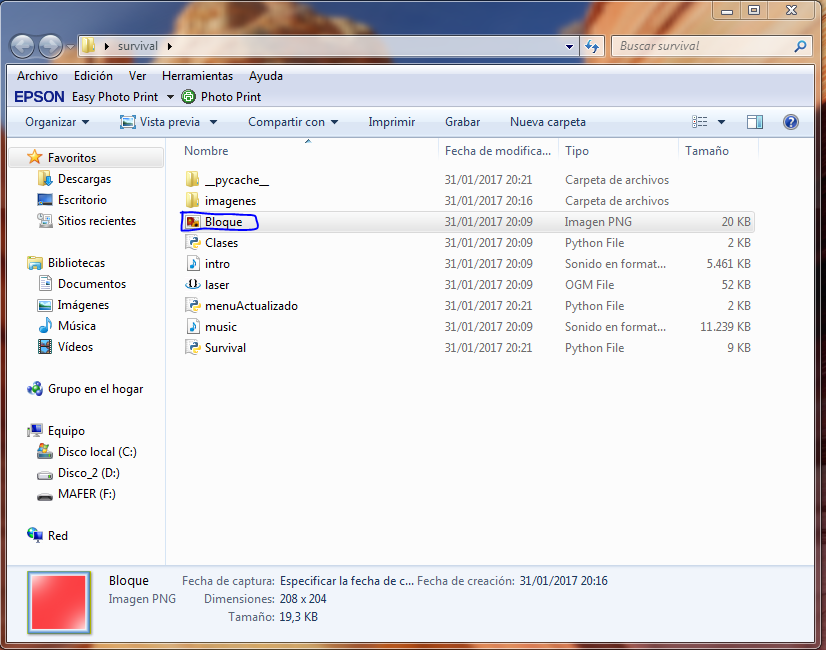 survival
Buscar survival
Archivo Edición Ver Herramientas Ayuda
EPSON Easy Photo Print Photo Print
Organizar Vista previa Compartir con Imprimir Grabar Nueva carpeta
Nombre Fecha de modifica... Tipo Tamaño
Favoritos
Descargas
Escritorio
Sitios recientes
Bibliotecas
Documentos
Imágenes
Música
Vídeos
Grupo en el hogar
Equipo
Disco local (C:)
Disco_2 (D:)
MAFER (F:)
Red
__pycache__ 31/01/2017 20:21 Carpeta de archivos
imagenes 31/01/2017 20:16 Carpeta de archivos
Bloque 31/01/2017 20:09 Imagen PNG 20 KB
Clases 31/01/2017 20:09 Python File 2 KB
intro 31/01/2017 20:09 Sonido en format... 5.461 KB
laser 31/01/2017 20:09 OGM File 52 KB
menuActualizado 31/01/2017 20:21 Python File 2 KB
music 31/01/2017 20:09 Sonido en format... 11.239 KB
Survival 31/01/2017 20:21 Python File 9 KB
Bloque Fecha de captura: Especificar la fecha de c... Fecha de creación: 31/01/2017 20:16
Imagen PNG Dimensiones: 208 x 204
Tamaño: 19,3 KB